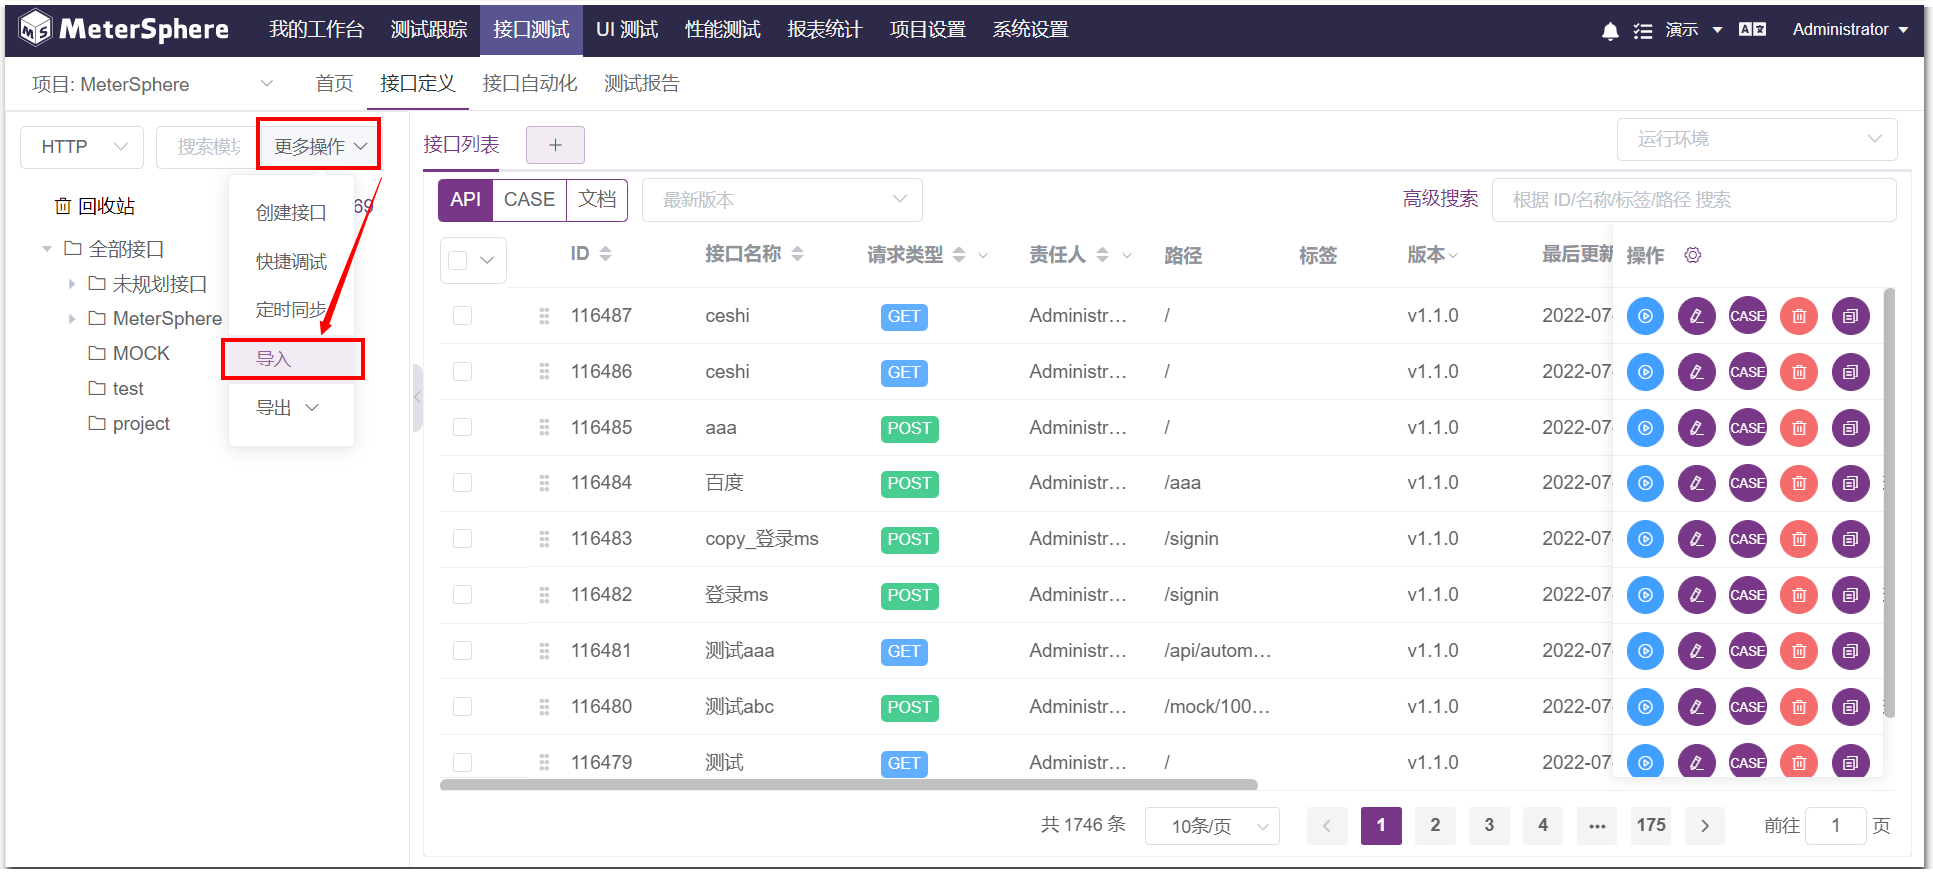 MeterSphere 我的工作台 测试跟踪 接口测试 UI 测试 性能测试 报表统计 项目设置 系统设置 演示 Administrator
项目: MeterSphere 首页 接口定义 接口自动化 测试报告
HTTP 搜索模块 更多操作 接口列表 + 运行环境
API CASE 文档 最新版本 高级搜索 根据 ID/名称/标签/路径 搜索
回收站 69
创建接口
全部接口
快捷调试
未规划接口
定时同步
MeterSphere
MOCK
导入
test
导出
project
ID 接口名称 请求类型 责任人 路径 标签 版本 最后更新 操作
116487 ceshi GET Administr... / v1.1.0 2022-07- CASE
116486 ceshi GET Administr... / v1.1.0 2022-07- CASE
116485 aaa POST Administr... / v1.1.0 2022-07- CASE
116484 百度 POST Administr... /aaa v1.1.0 2022-07- CASE
116483 copy_登录ms POST Administr... /signin v1.1.0 2022-07- CASE
116482 登录ms POST Administr... /signin v1.1.0 2022-07- CASE
116481 测试aaa GET Administr... /api/autom... v1.1.0 2022-07- CASE
116480 测试abc POST Administr... /mock/100... v1.1.0 2022-07- CASE
116479 测试 GET Administr... / v1.1.0 2022-07- CASE
共 1746 条 10条/页 1 2 3 4 ... 175 前往 1 页